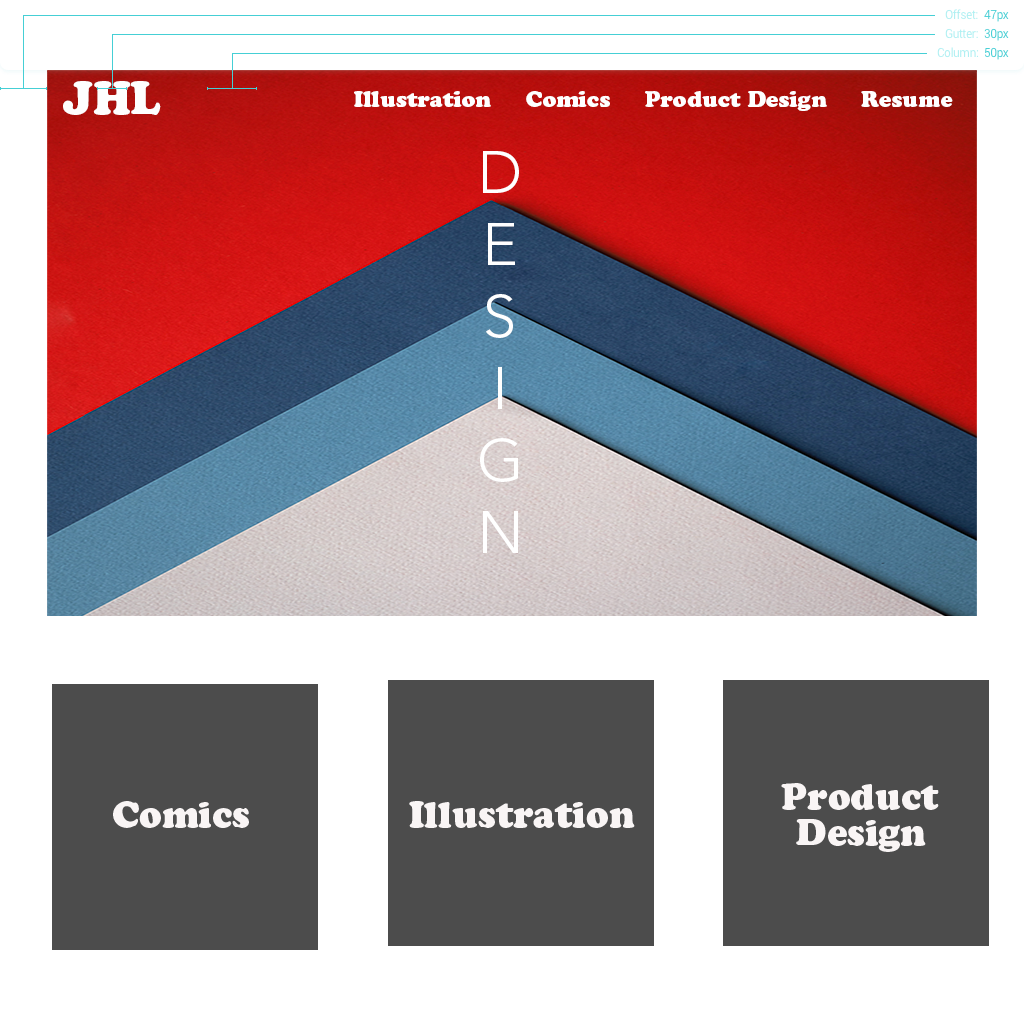 Offset: 47px
Gutter: 30px
Column: 50px
JHL
Illustration Comics Product Design Resume
D
E
S
I
G
N
Comics
Illustration
Product
Design